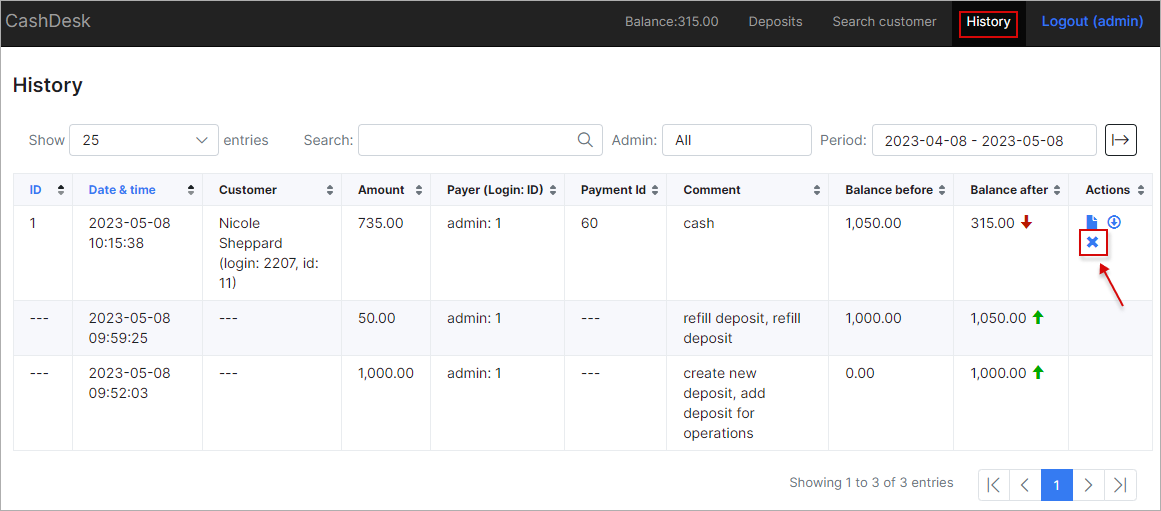 CashDesk Balance:315.00 Deposits Search customer History Logout (admin)
History
Show 25 entries Search: Admin: All Period: 2023-04-08 - 2023-05-08
ID Date & time Customer Amount Payer (Login: ID) Payment Id Comment Balance before Balance after Actions
1 2023-05-08 Nicole 735.00 admin: 1 60 cash 1,050.00 315.00
10:15:38 Sheppard
(login: 2207, id:
11)
--- 2023-05-08 --- 50.00 admin: 1 --- refill deposit, refill 1,000.00 1,050.00
09:59:25 deposit
--- 2023-05-08 --- 1,000.00 admin: 1 --- create new 0.00 1,000.00
09:52:03 deposit, add
deposit for
operations
Showing 1 to 3 of 3 entries 1